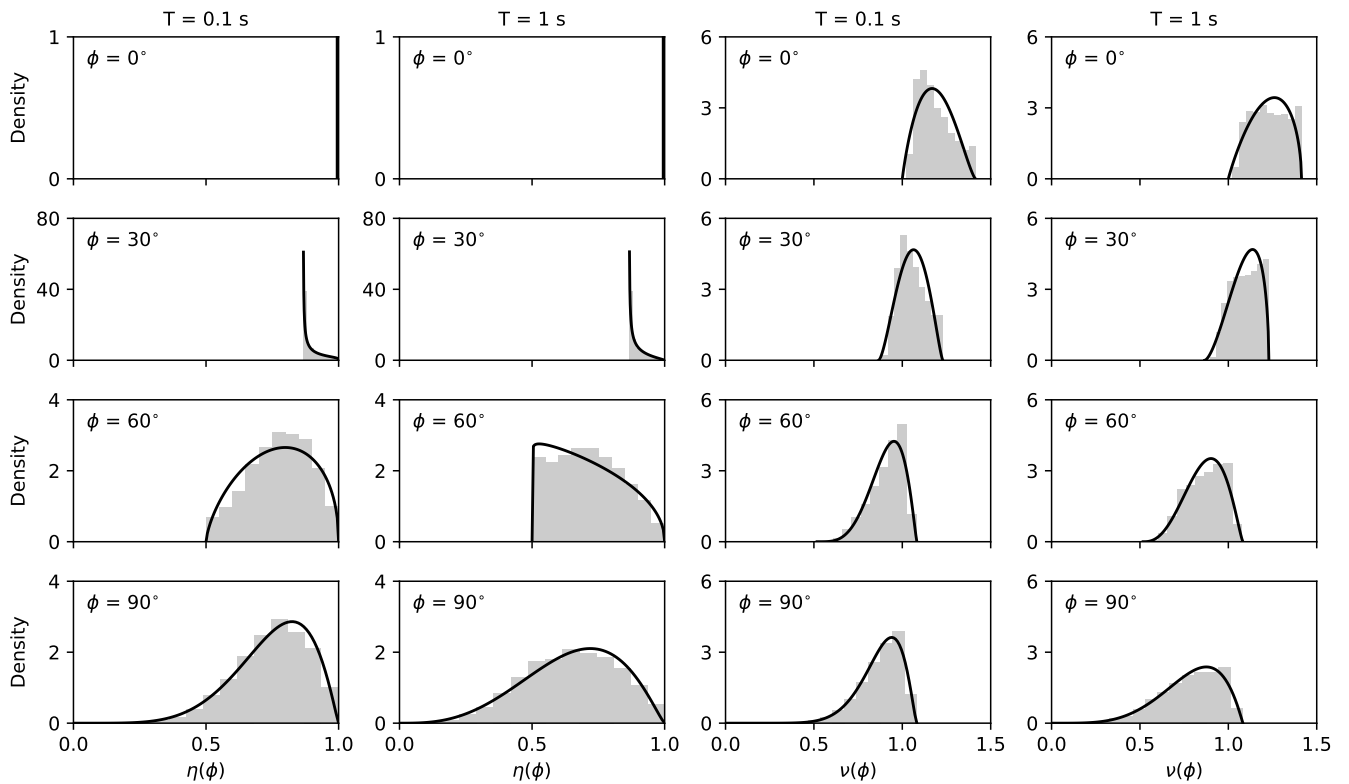 T = 0.1 s
T = 1 s
T = 0.1 s
T = 1 s
Density
1
0
ϕ = 0°
1
0
ϕ = 0°
6
3
0
ϕ = 0°
6
3
0
ϕ = 0°
Density
80
40
0
ϕ = 30°
80
40
0
ϕ = 30°
6
3
0
ϕ = 30°
6
3
0
ϕ = 30°
Density
4
2
0
ϕ = 60°
4
2
0
ϕ = 60°
6
3
0
ϕ = 60°
6
3
0
ϕ = 60°
Density
4
2
0
ϕ = 90°
4
2
0
ϕ = 90°
6
3
0
ϕ = 90°
6
3
0
ϕ = 90°
0.0 0.5 1.0
0.0 0.5 1.0
0.0 0.5 1.0 1.5
0.0 0.5 1.0 1.5
η(ϕ)
η(ϕ)
ν(ϕ)
ν(ϕ)